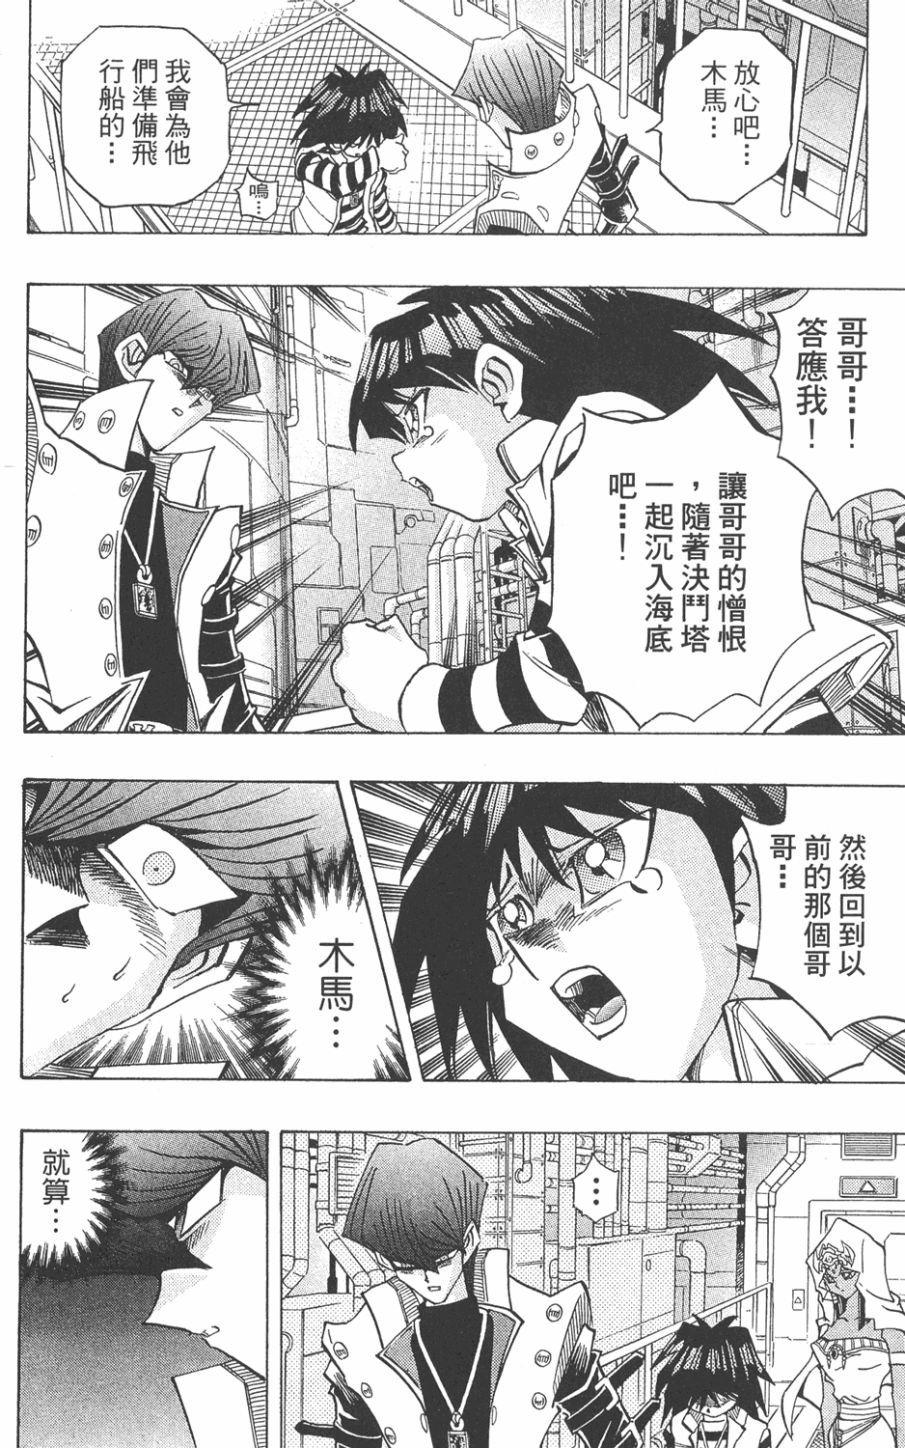 放心吧…
木馬…
我會為他
們準備飛
行船的…
嗚…
哥哥…！
答應我！
讓哥哥的憎恨
，隨著決鬥塔
一起沉入海底
吧…！
然後回到以
前的那個哥
哥…
木馬…
…
就算…